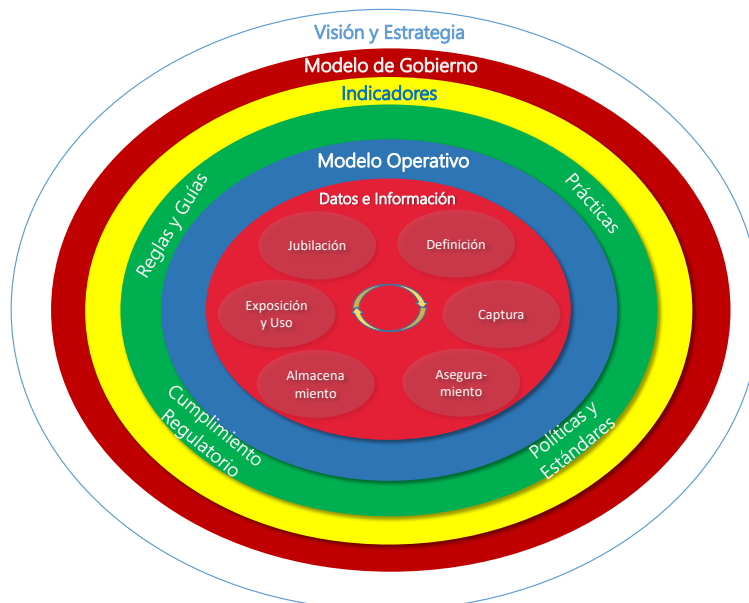 Visión y Estrategia
Modelo de Gobierno
Indicadores
Modelo Operativo
Reglas y Guías
Prácticas
Datos e Información
Jubilación
Definición
Exposición
y Uso
Captura
Almacena
miento
Asegura-
miento
Cumplimiento
Regulatorio
Políticas y
Estándares